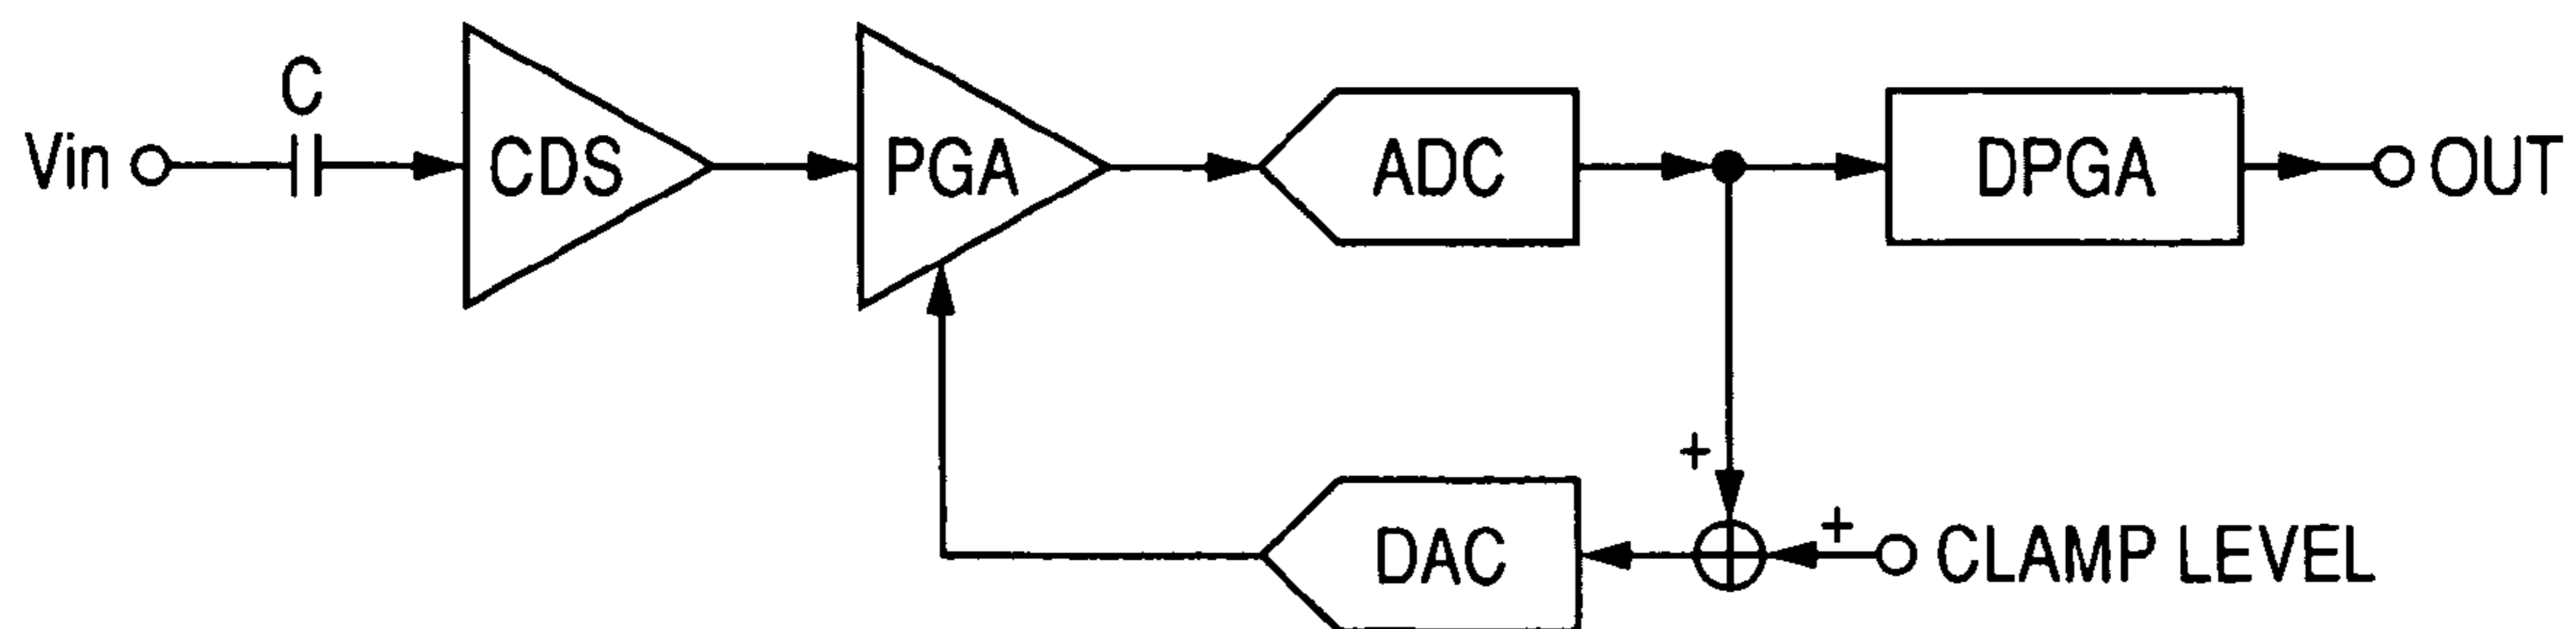 C
Vin
CDS
PGA
ADC
DPGA
OUT
+
+
DAC
CLAMP LEVEL